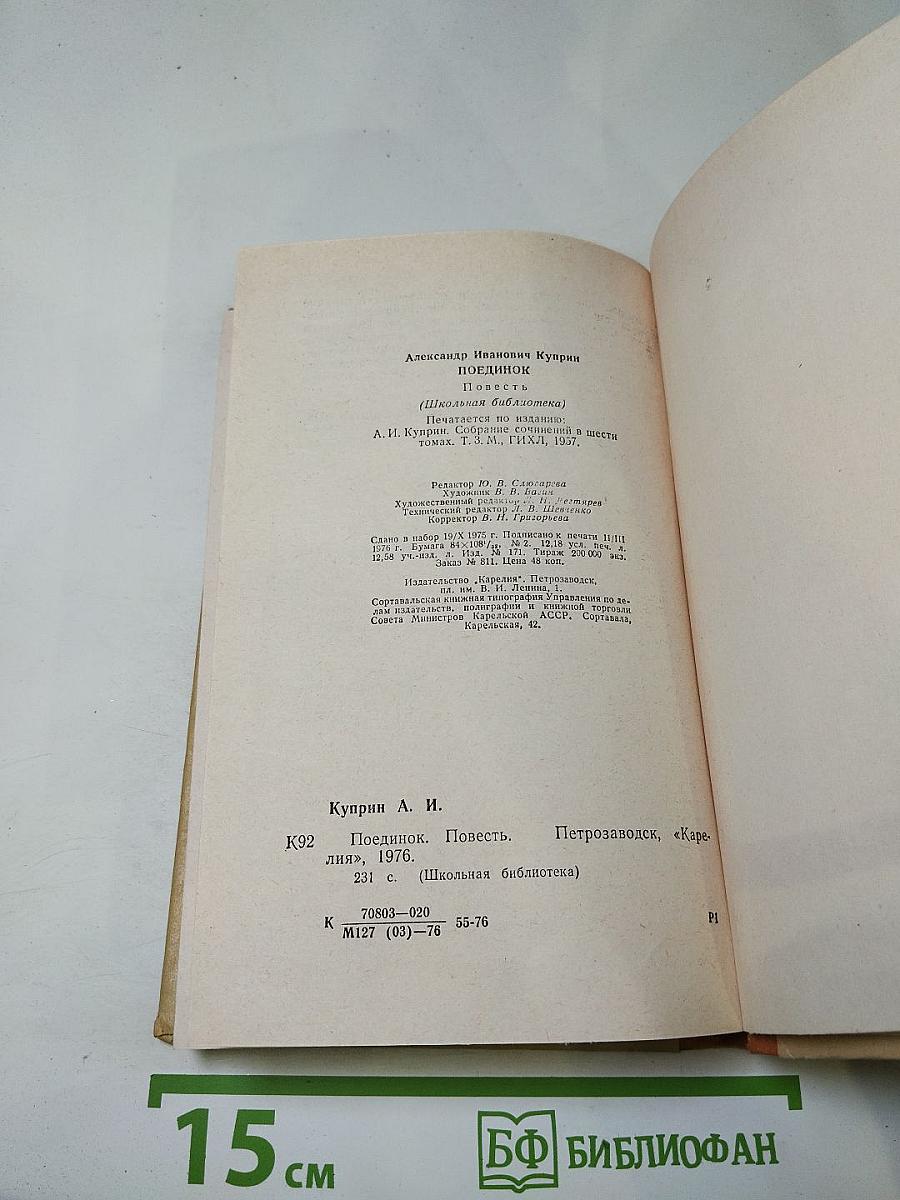 Александр Иванович Куприн
ПОЕДИНОК
Повесть
(Школьная библиотека)
Печатается по изданию:
А. И. Куприн. Собрание сочинений в шести
томах. Т. 3. М., ГИХЛ, 1957.
Редактор Ю. В. Слюсарева
Художник В. В. Вагин
Художественный редактор Л. Н. Дегтярев
Технический редактор Л. В. Шевченко
Корректор В. Н. Григорьева
Сдано в набор 19/X 1975 г. Подписано к печати 11/III
1976 г. Бумага 84×108¹/₃₂, № 2. 12,18 усл. печ. л.
12,58 уч.-изд. л. Изд. № 171. Тираж 200 000 экз.
Заказ № 811. Цена 48 коп.
Издательство „Карелия“. Петрозаводск,
пл. им. В. И. Ленина, 1.
Сортавальская книжная типография Управления по де-
лам издательств, полиграфии и книжной торговли
Совета Министров Карельской АССР. Сортавала,
Карельская, 42.
Куприн А. И.
К92 Поединок. Повесть. Петрозаводск, «Каре-
лия», 1976.
231 с. (Школьная библиотека)
К 70803—020
М127 (03)—76 55-76
Р1
15 см
БФ БИБЛИОФАН